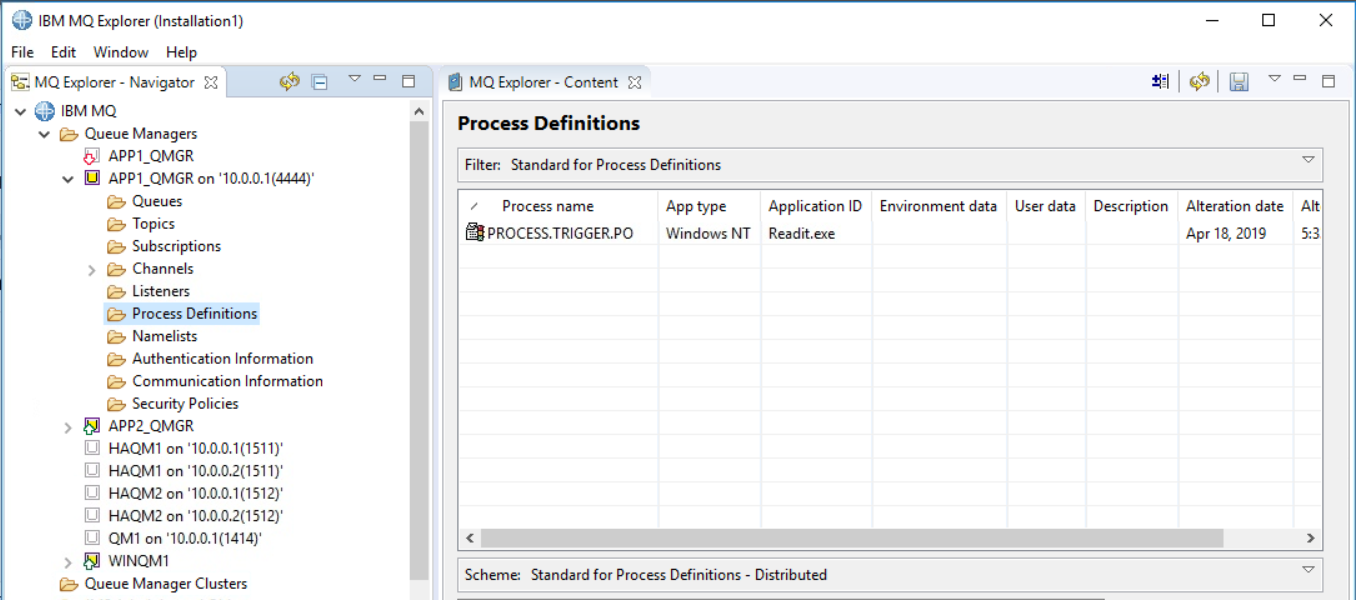 IBM MQ Explorer (Installation1)
File Edit Window Help
MQ Explorer - Navigator
IBM MQ
Queue Managers
APP1_QMGR
APP1_QMGR on '10.0.0.1(4444)'
Queues
Topics
Subscriptions
Channels
Listeners
Process Definitions
Namelists
Authentication Information
Communication Information
Security Policies
APP2_QMGR
HAQM1 on '10.0.0.1(1511)'
HAQM1 on '10.0.0.2(1511)'
HAQM2 on '10.0.0.1(1512)'
HAQM2 on '10.0.0.2(1512)'
QM1 on '10.0.0.1(1414)'
WINQM1
Queue Manager Clusters
MQ Explorer - Content
Process Definitions
Filter: Standard for Process Definitions
Process name App type Application ID Environment data User data Description Alteration date Alt
PROCESS.TRIGGER.PO Windows NT Readit.exe Apr 18, 2019 5:3
Scheme: Standard for Process Definitions - Distributed